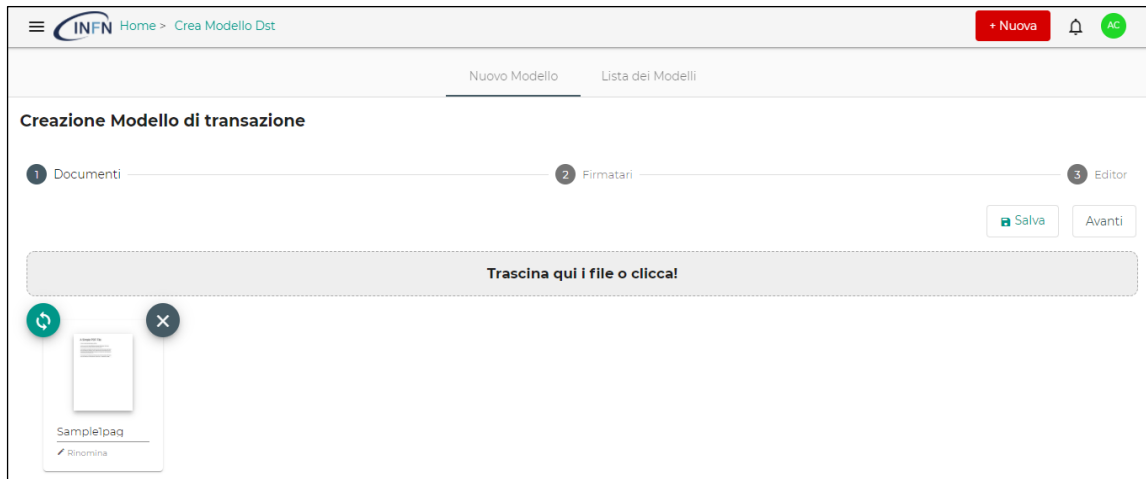 INFN Home > Crea Modello Dst + Nuova AC
Nuovo Modello Lista dei Modelli
Creazione Modello di transazione
1 Documenti 2 Firmatari 3 Editor
Salva Avanti
Trascina qui i file o clicca!
Sample1pag
Rinomina